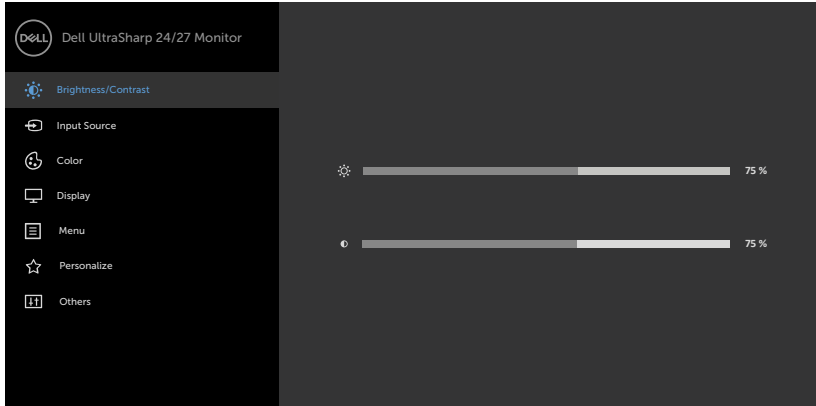 DELL
Dell UltraSharp 24/27 Monitor
Brightness/Contrast
Input Source
Color
Display
Menu
Personalize
Others
75 %
75 %